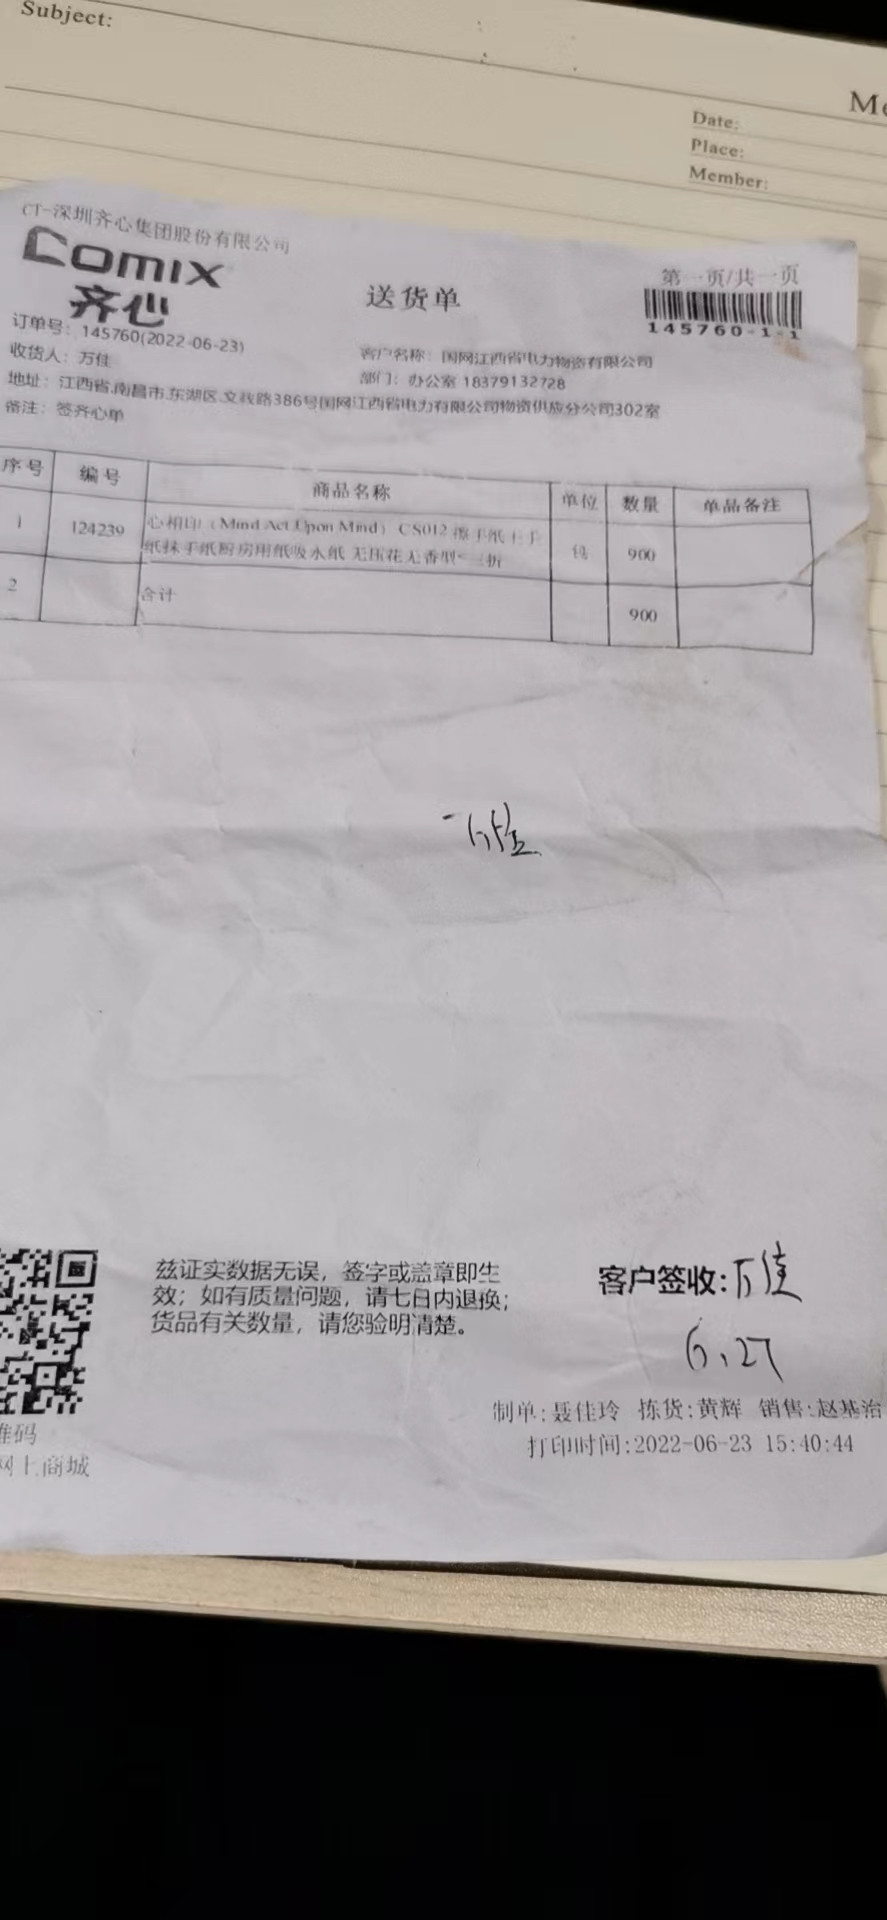 Subject:
Me
Date:
Place:
Member:
CT-深圳齐心集团股份有限公司
COMIX
齐心
送货单
第一页/共一页
145760-1-1
订单号: 145760(2022-06-23)
收货人: 万佳
客户名称: 国网江西省电力物资有限公司
部门: 办公室 18379132728
地址: 江西省.南昌市.东湖区.文教路386号国网江西省电力有限公司物资供应分公司302室
备注: 签齐心单
序号 编号 商品名称 单位 数量 单品备注
1 124239 心相印（Mind Act Upon Mind）CS012 擦手纸干手
纸抹手纸厨房用纸吸水纸 无压花无香型 三折 包 900
2 合计 900
万佳
兹证实数据无误，签字或盖章即生
效；如有质量问题，请七日内退换；
货品有关数量，请您验明清楚。
客户签收:万佳
6.27
制单:聂佳玲 拣货:黄辉 销售:赵基治
打印时间:2022-06-23 15:40:44
维码
网上商城